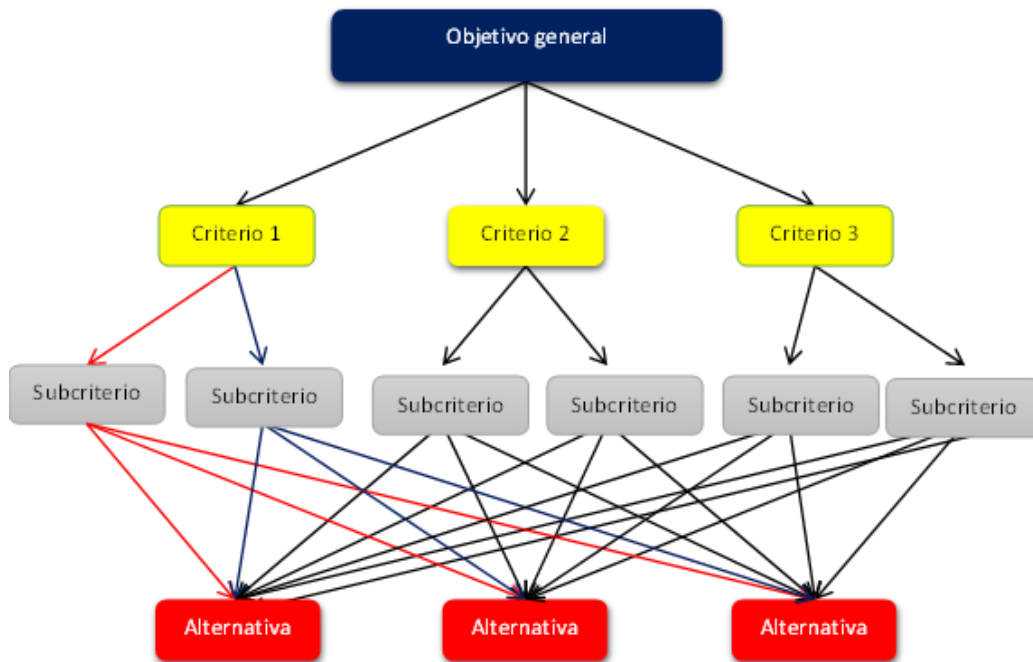 Objetivo general
Criterio 1
Criterio 2
Criterio 3
Subcriterio
Subcriterio
Subcriterio
Subcriterio
Subcriterio
Subcriterio
Alternativa
Alternativa
Alternativa